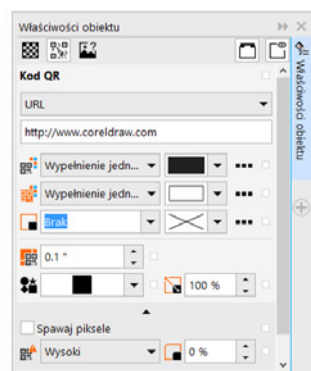 Właściwości obiektu
Kod QR
URL
http://www.coreldraw.com
Wypełnienie jedn...
Wypełnienie jedn...
Brak
0.1 "
100 %
Spawaj piksele
Wysoki
0 %
Właściwości obiektu